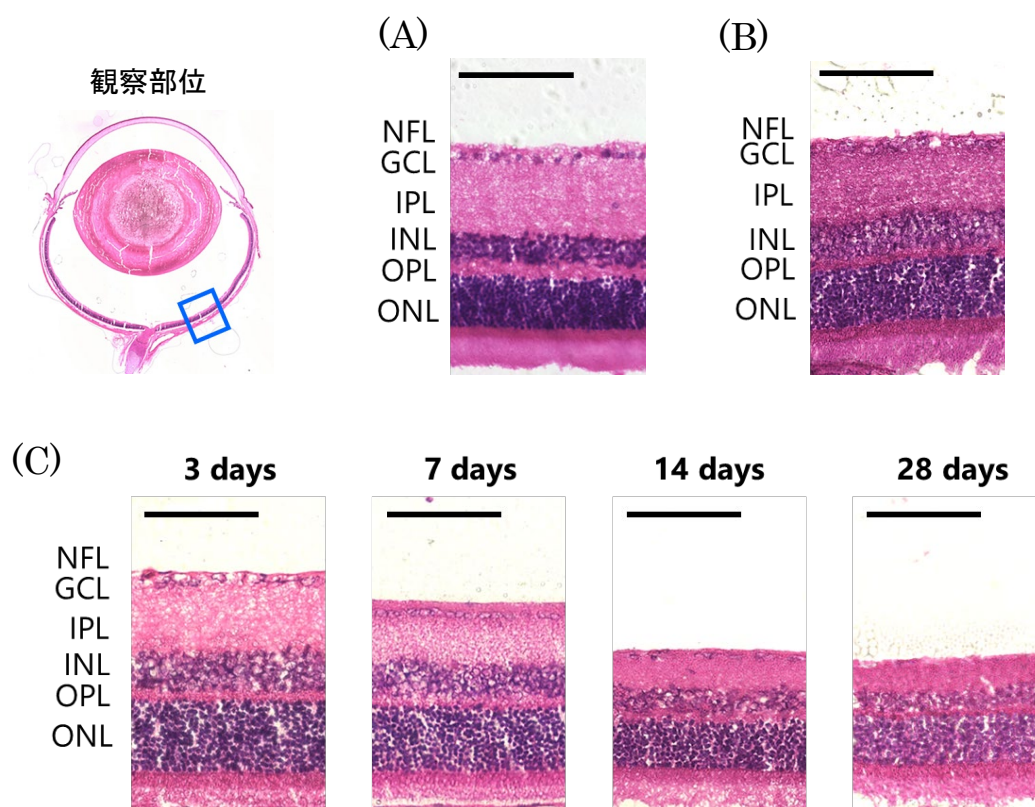 観察部位
(A)
NFL
GCL
IPL
INL
OPL
ONL
(B)
NFL
GCL
IPL
INL
OPL
ONL
(C)
3 days
7 days
14 days
28 days
NFL
GCL
IPL
INL
OPL
ONL